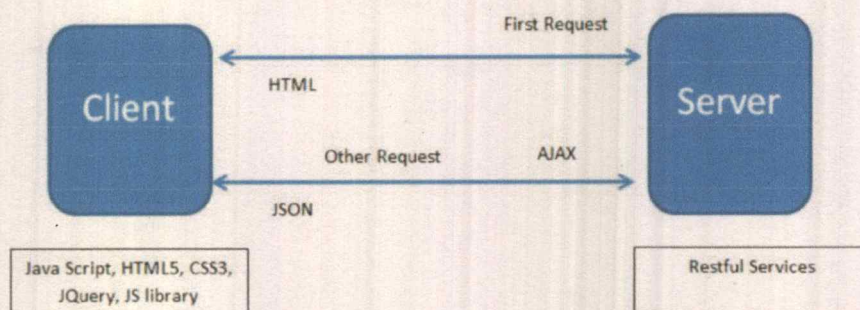 First Request
HTML
Client
Server
Other Request
AJAX
JSON
Java Script, HTML5, CSS3,
JQuery, JS library
Restful Services